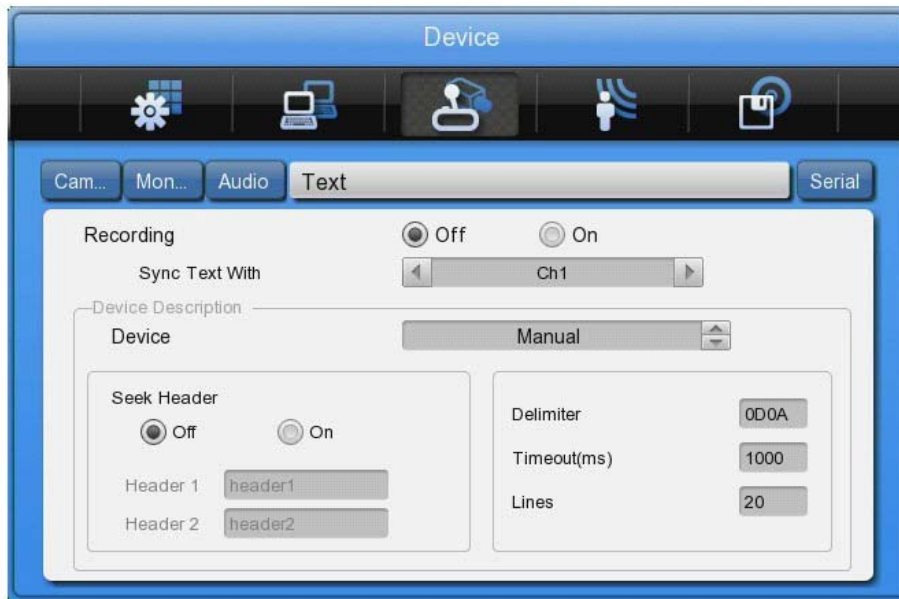 Device
Cam... Mon... Audio Text Serial
Recording Off On
Sync Text With Ch1
Device Description
Device Manual
Seek Header
Off On
Header 1 header1
Header 2 header2
Delimiter 0D0A
Timeout(ms) 1000
Lines 20